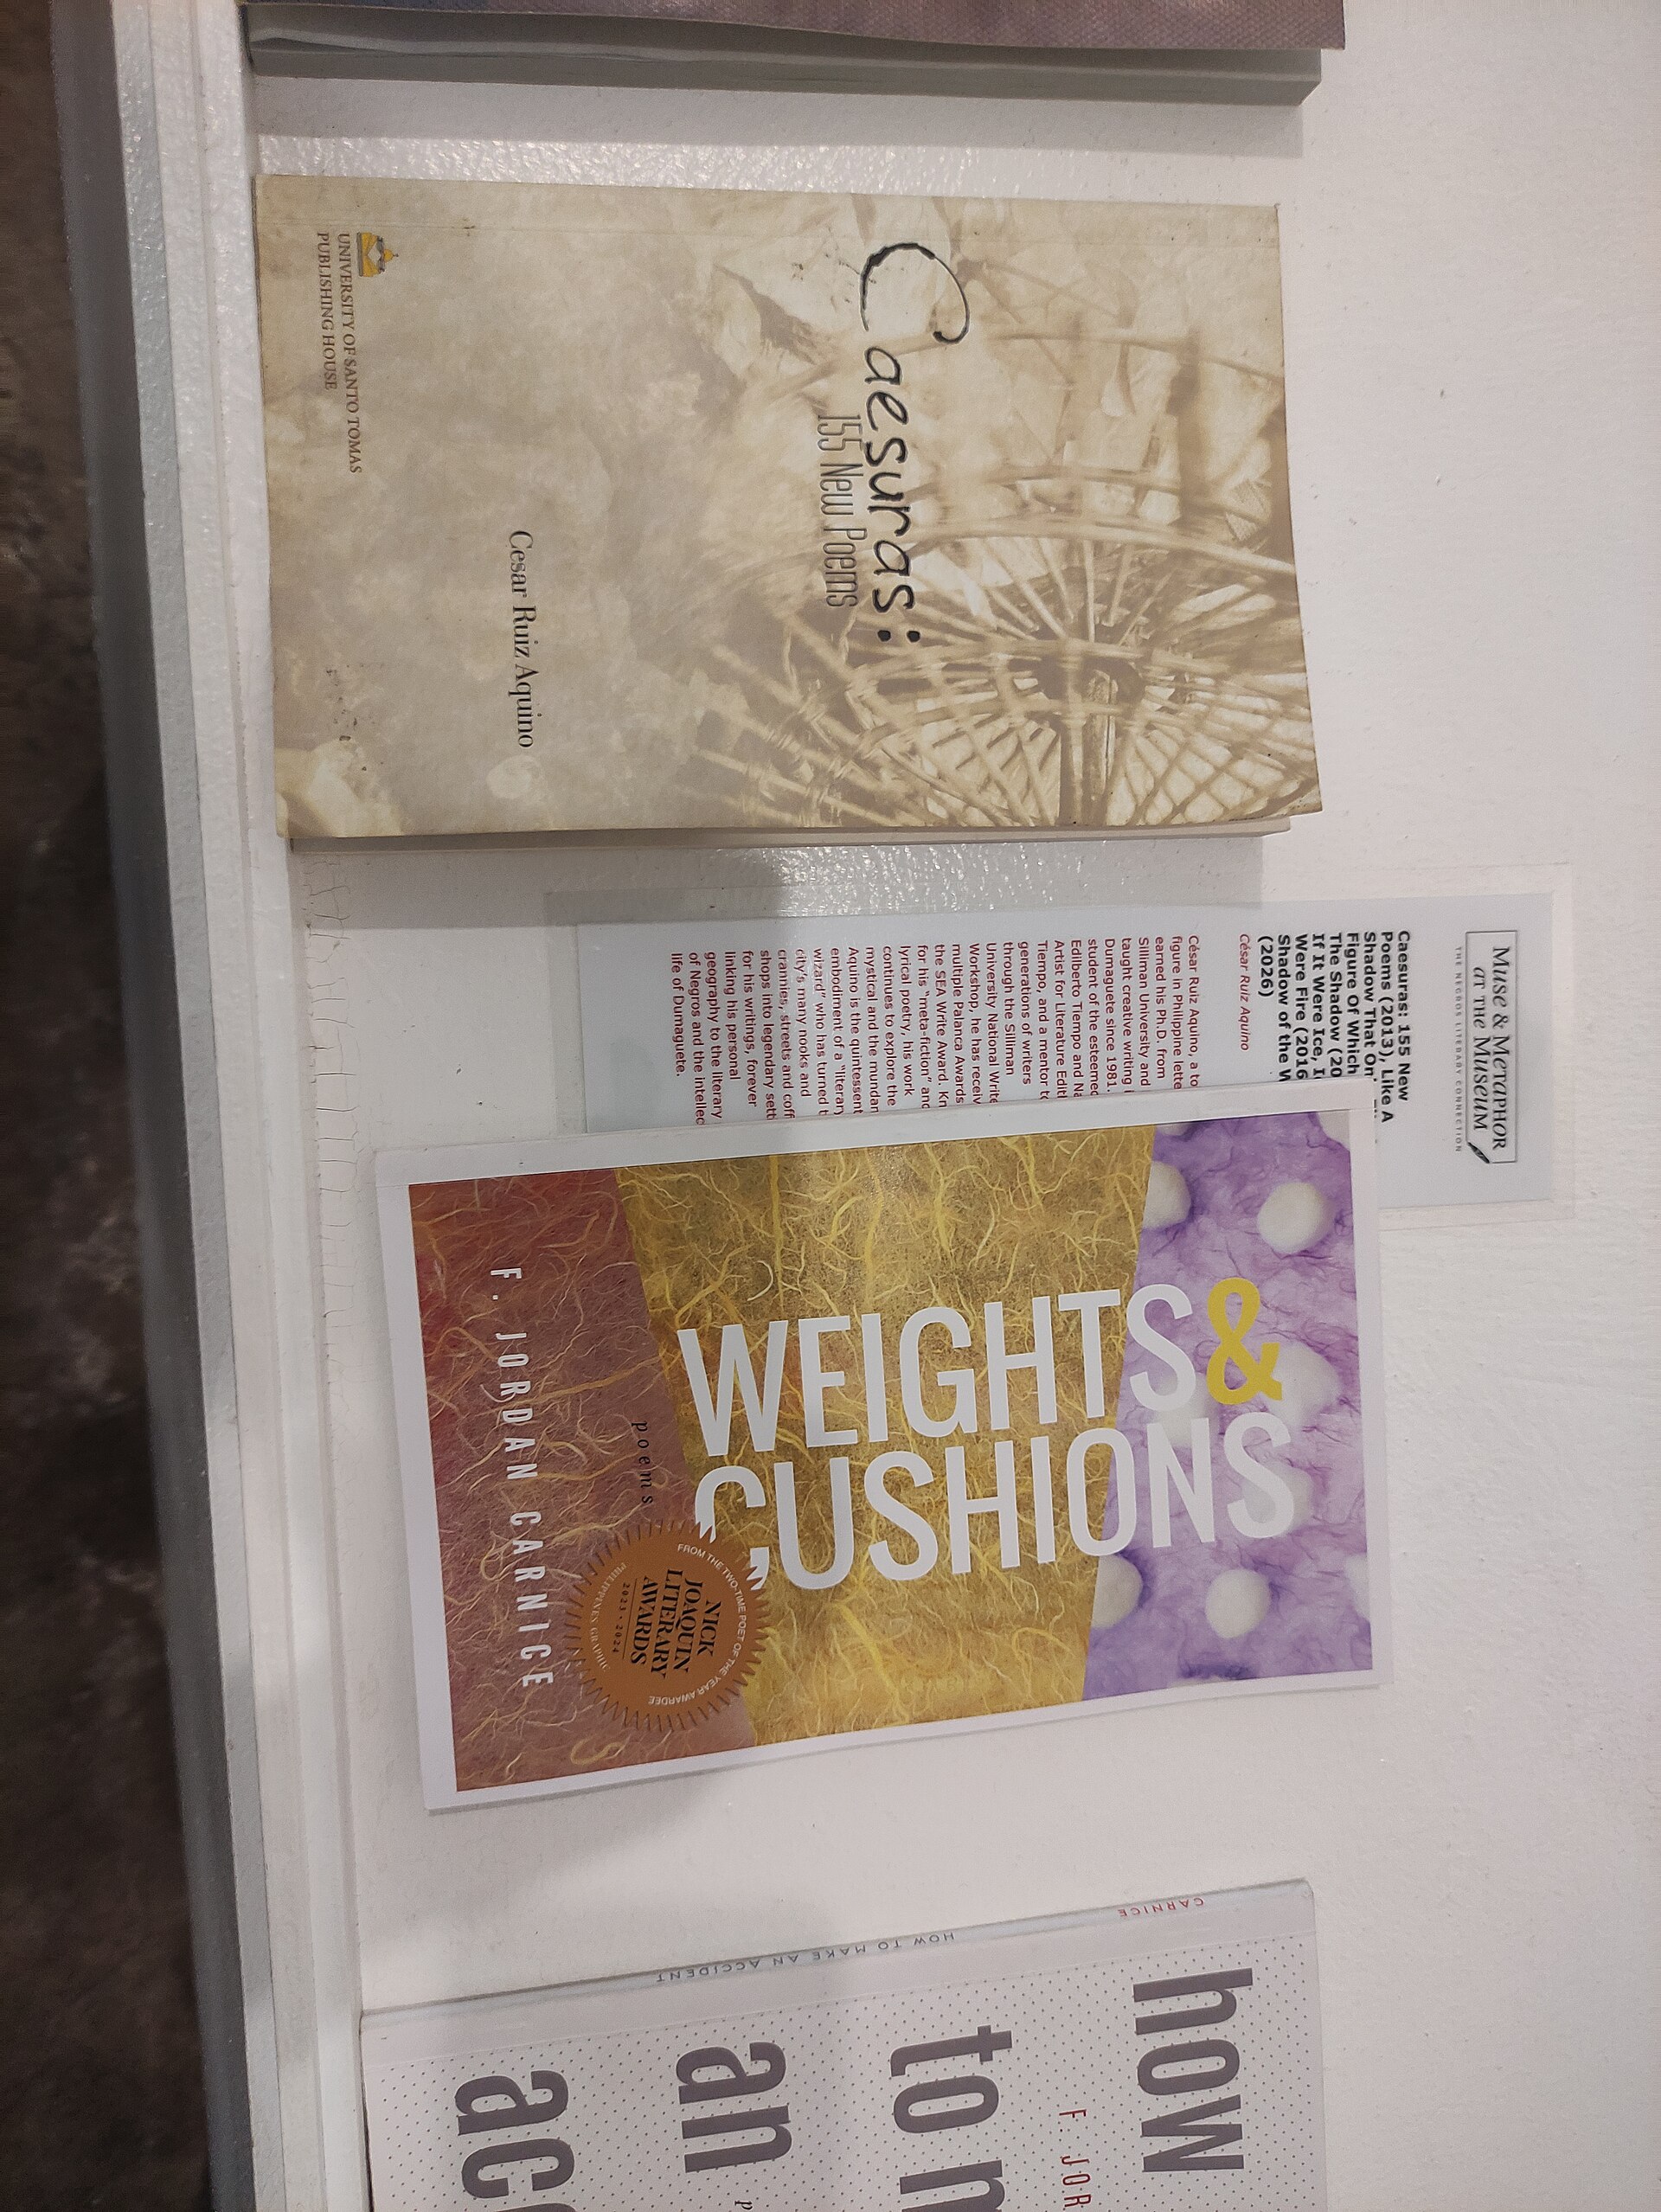 Caesuras:
155 New Poems
Cesar Ruiz Aquino
UNIVERSITY OF SANTO TOMAS
PUBLISHING HOUSE
Muse & Metaphor
at the Museum
THE NEGROS LITERARY CONNECTION
Caesuras: 155 New
Poems (2013), Like A
Shadow That
Figure Of Which
The Shadow
If It Were Ice,
Were Fire (2016
Shadow of the
(2026)
César Ruiz Aquino
César Ruiz Aquino, a
figure in Philippine
earned his Ph.D. from
Silliman University and
taught creative writing
Dumaguete since 1981.
student of the
Edilberto Tiempo and
Artist for Literature
Tiempo, and a mentor
generations of writers
through the Silliman
University National
Workshop, he has
multiple Palanca Awards
the SEA Write Award.
for his "meta-fiction"
lyrical poetry, his work
continues to explore the
mystical and the
Aquino is the
embodiment of a
wizard" who has turned
city's many nooks and
crannies, streets and
shops into legendary
for his writings, forever
linking his personal
geography to the literary
of Negros and the
life of Dumaguete.
WEIGHTS &
CUSHIONS
poems
F. JORDAN CARNICE
FROM THE TWO-TIME POET OF THE YEAR AWARDEE
NICK
JOAQUIN
LITERARY
AWARDS
2023 • 2024
PHILIPPINES GRAPHIC
CARNICE
HOW TO MAKE AN ACCIDENT
how
F.
to
an